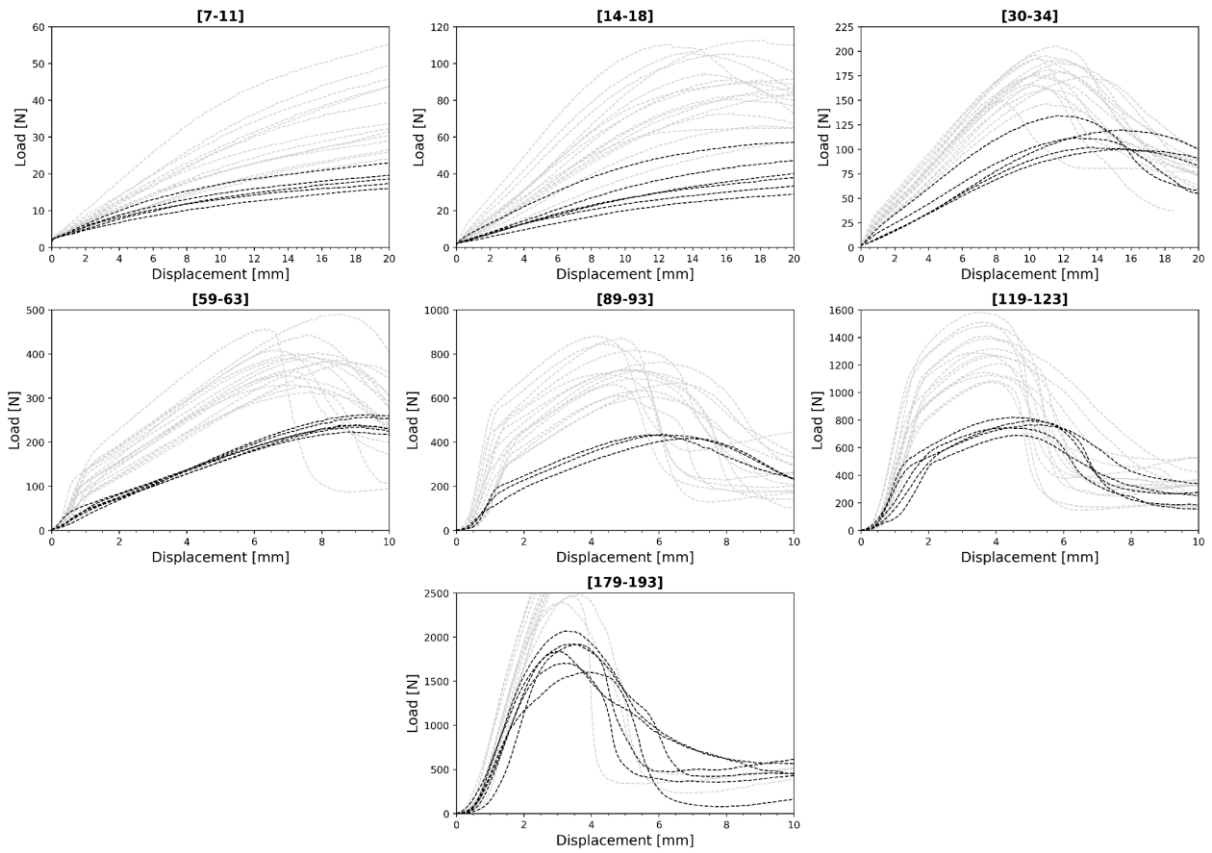 [7-11]
60
50
40
30
20
10
0
Load [N]
0 2 4 6 8 10 12 14 16 18 20
Displacement [mm]
[14-18]
120
100
80
60
40
20
0
Load [N]
0 2 4 6 8 10 12 14 16 18 20
Displacement [mm]
[30-34]
225
200
175
150
125
100
75
50
25
0
Load [N]
0 2 4 6 8 10 12 14 16 18 20
Displacement [mm]
[59-63]
500
400
300
200
100
0
Load [N]
0 2 4 6 8 10
Displacement [mm]
[89-93]
1000
800
600
400
200
0
Load [N]
0 2 4 6 8 10
Displacement [mm]
[119-123]
1600
1400
1200
1000
800
600
400
200
0
Load [N]
0 2 4 6 8 10
Displacement [mm]
[179-193]
2500
2000
1500
1000
500
0
Load [N]
0 2 4 6 8 10
Displacement [mm]